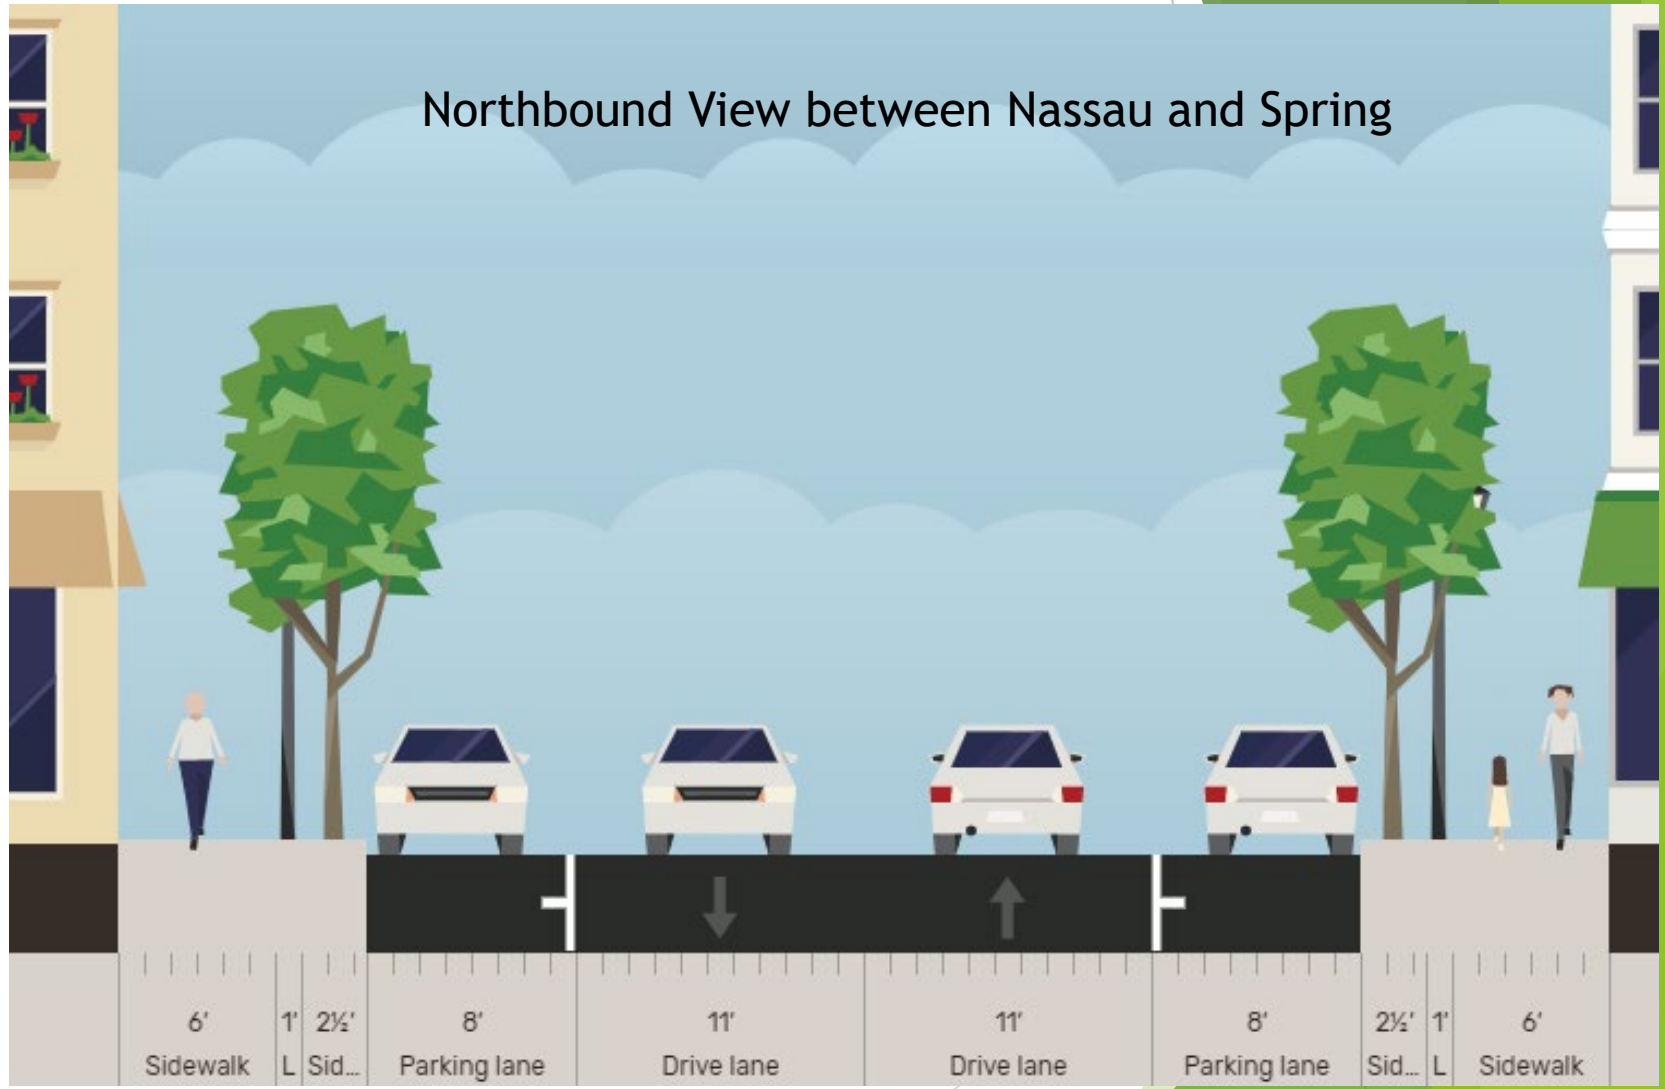 Northbound View between Nassau and Spring
6' 1' 2½' 8' 11' 11' 8' 2½' 1' 6'
Sidewalk L Sid... Parking lane Drive lane Drive lane Parking lane Sid... L Sidewalk